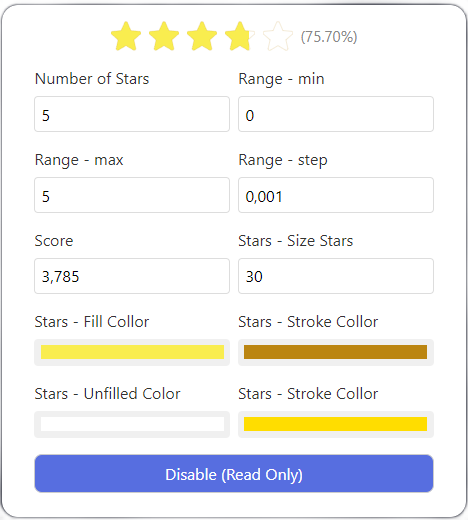 (75.70%)
Number of Stars Range - min
5 0
Range - max Range - step
5 0,001
Score Stars - Size Stars
3,785 30
Stars - Fill Collor Stars - Stroke Collor
Stars - Unfilled Color Stars - Stroke Collor
Disable (Read Only)